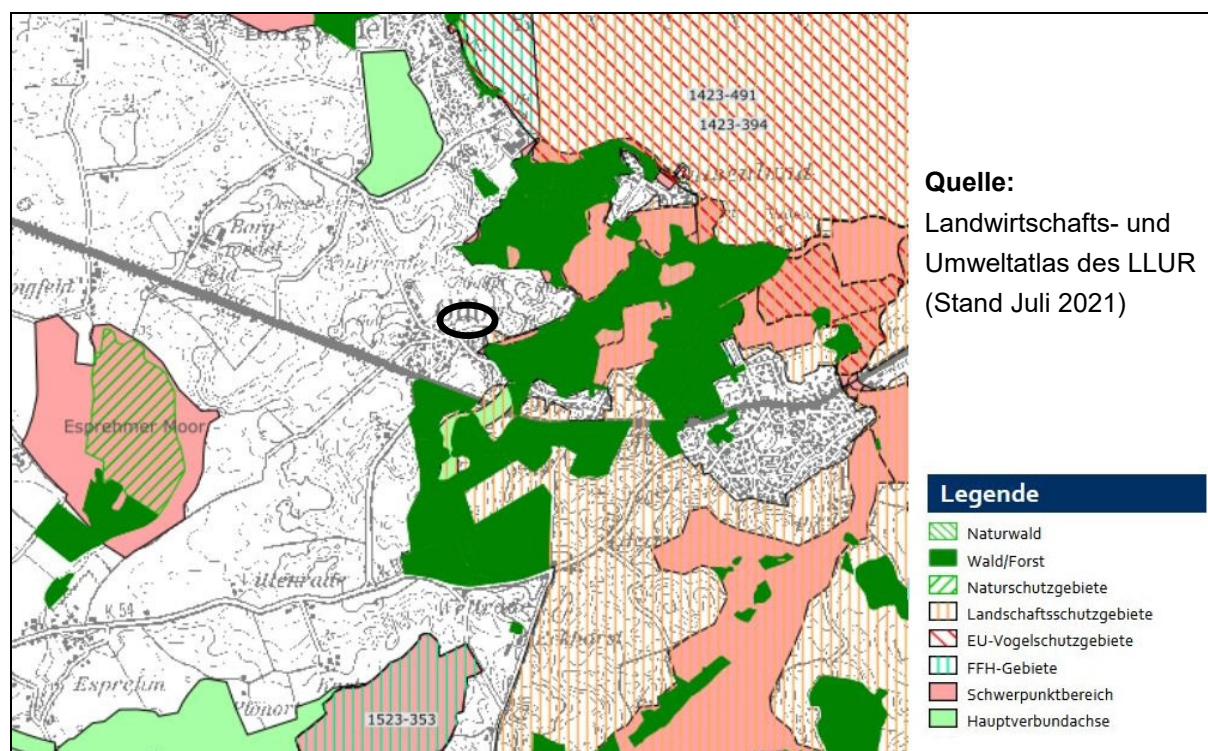 1423-491
1423-394
Quelle:
Landwirtschafts- und
Umweltatlas des LLUR
(Stand Juli 2021)
Esprehmer Moor
K 54
Esprehm
1523-353
Legende
Naturwald
Wald/Forst
Naturschutzgebiete
Landschaftsschutzgebiete
EU-Vogelschutzgebiete
FFH-Gebiete
Schwerpunktbereich
Hauptverbundachse